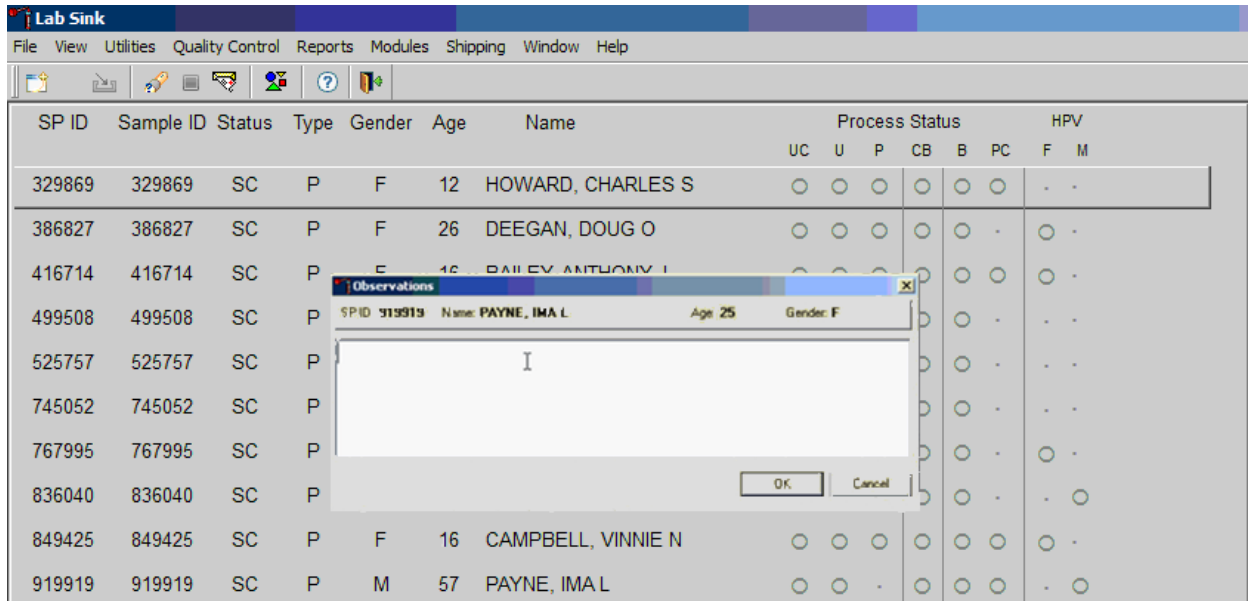 Lab Sink
File View Utilities Quality Control Reports Modules Shipping Window Help
SP ID Sample ID Status Type Gender Age Name Process Status HPV
UC U P CB B PC F M
329869 329869 SC P F 12 HOWARD, CHARLES S
386827 386827 SC P F 26 DEEGAN, DOUG O
416714 416714 SC P F 16 BAILEY, ANTHONY J
Observations
499508 499508 SC P
SPID 919919 Name: PAYNE, IMA L Age: 25 Gender: F
525757 525757 SC P
745052 745052 SC P
767995 767995 SC P
OK Cancel
836040 836040 SC P
849425 849425 SC P F 16 CAMPBELL, VINNIE N
919919 919919 SC P M 57 PAYNE, IMA L